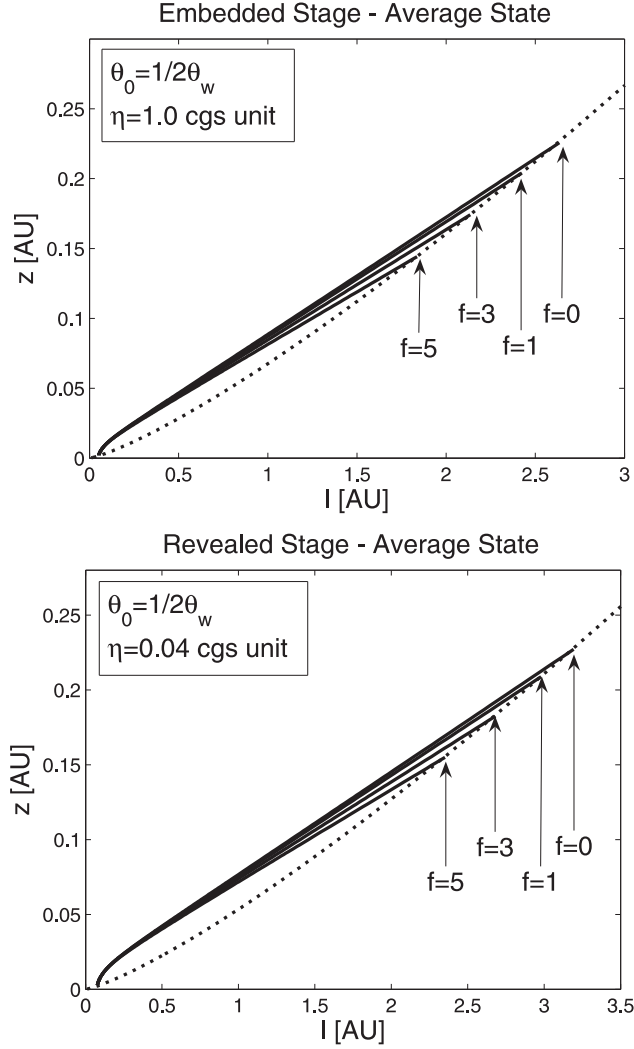 Embedded Stage - Average State
θ₀=1/2θ_w
η=1.0 cgs unit
0.25
0.2
0.15
0.1
0.05
0
z [AU]
f=0
f=1
f=3
f=5
0 0.5 1 1.5 2 2.5 3
l [AU]
Revealed Stage - Average State
θ₀=1/2θ_w
η=0.04 cgs unit
0.25
0.2
0.15
0.1
0.05
0
z [AU]
f=0
f=1
f=3
f=5
0 0.5 1 1.5 2 2.5 3 3.5
l [AU]